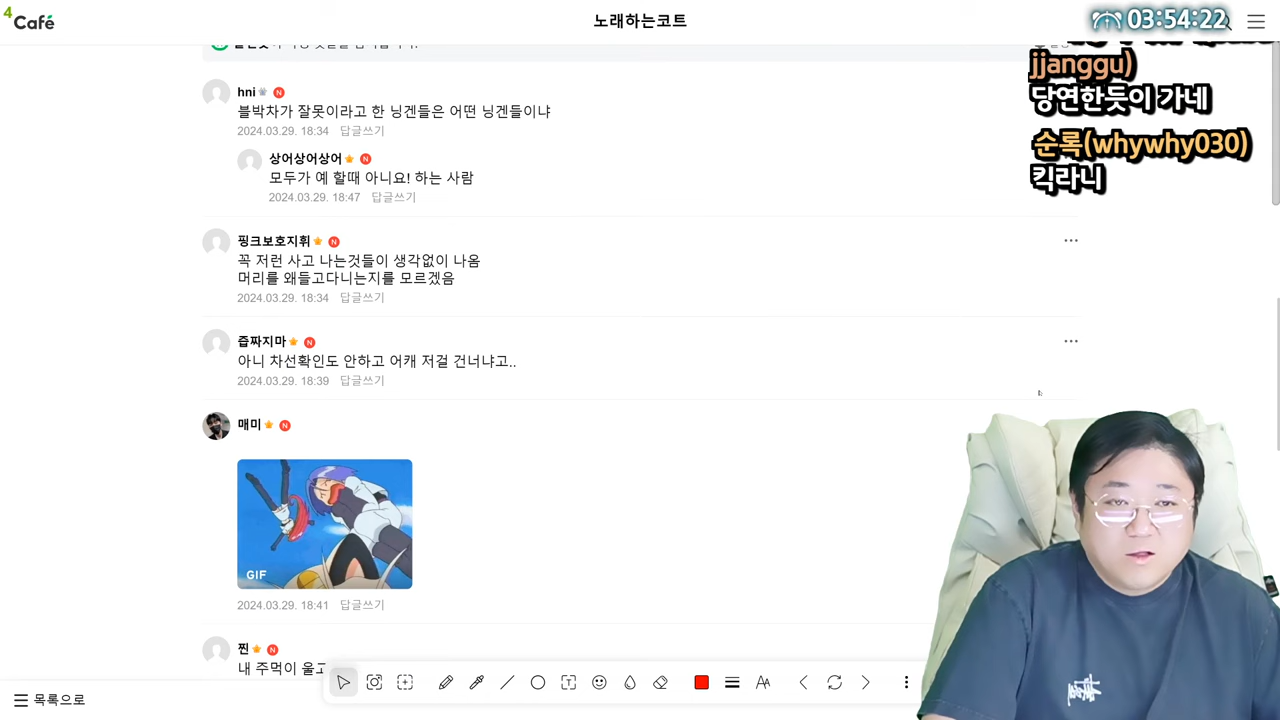 4
Café
노래하는코트
03:54:22
jjanggu)
당연한듯이 가네
순록(whywhy030)
킥라니
hni N
블박차가 잘못이라고 한 닝겐들은 어떤 닝겐들이냐
2024.03.29. 18:34 답글쓰기
상어상어상어 N
모두가 예 할때 아니요! 하는 사람
2024.03.29. 18:47 답글쓰기
핑크보호지휘 N
꼭 저런 사고 나는것들이 생각없이 나옴
머리를 왜들고다니는지를 모르겠음
2024.03.29. 18:34 답글쓰기
즙짜지마 N
아니 차선확인도 안하고 어캐 저걸 건너냐고..
2024.03.29. 18:39 답글쓰기
매미 N
GIF
2024.03.29. 18:41 답글쓰기
찐 N
내 주먹이 울고
목록으로